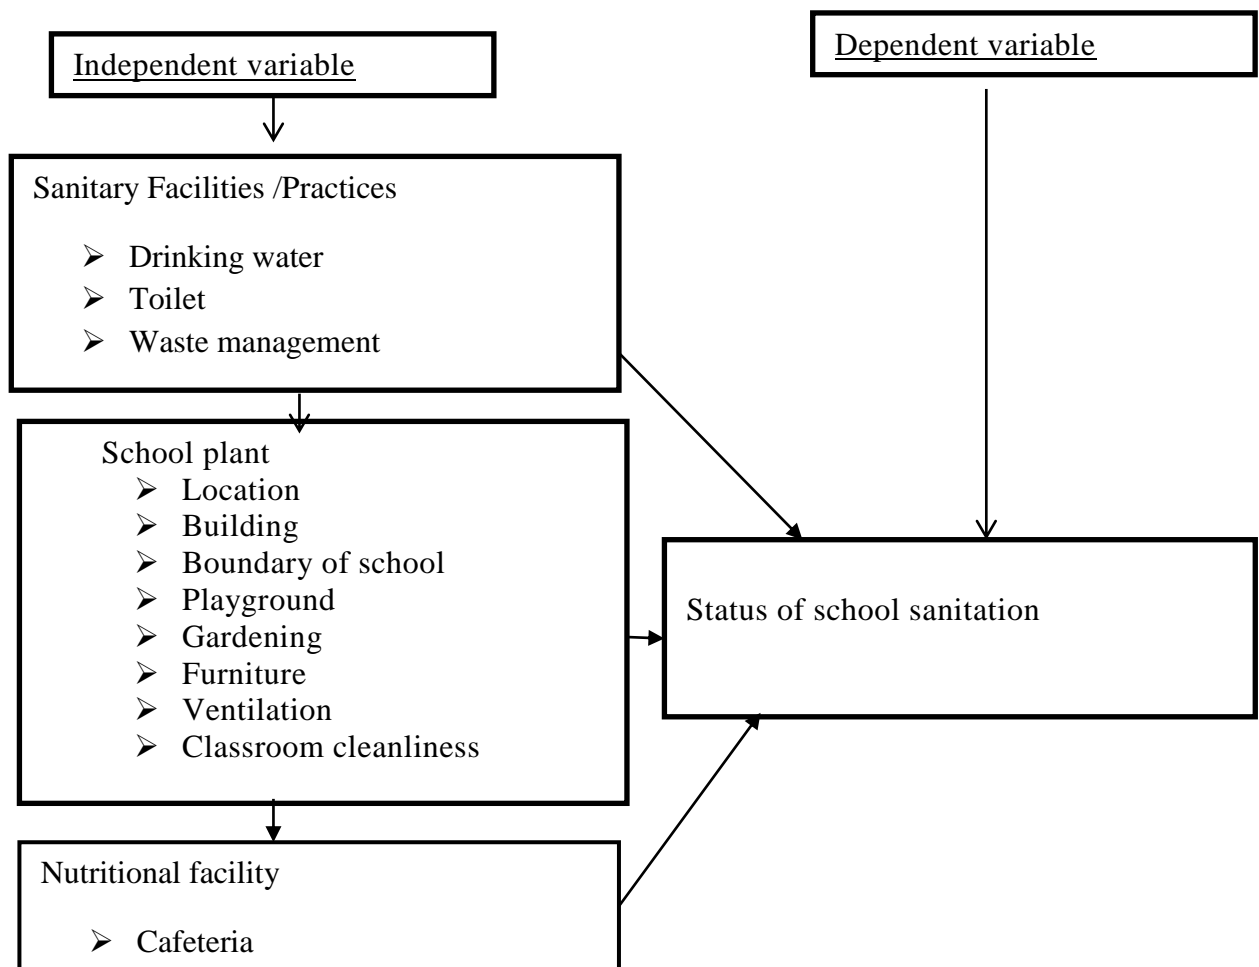 Independent variable
Dependent variable
Sanitary Facilities /Practices
➢ Drinking water
➢ Toilet
➢ Waste management
School plant
➢ Location
➢ Building
➢ Boundary of school
➢ Playground
➢ Gardening
➢ Furniture
➢ Ventilation
➢ Classroom cleanliness
Status of school sanitation
Nutritional facility
➢ Cafeteria